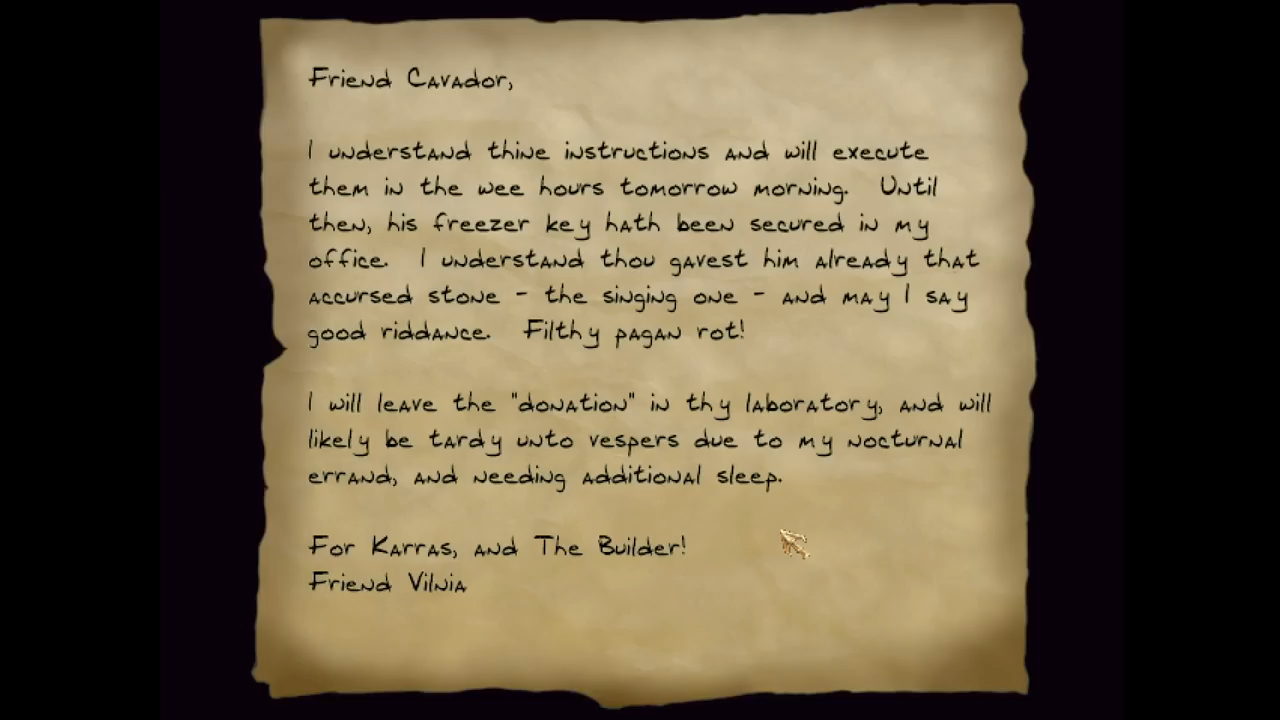 Friend Cavador,
I understand thine instructions and will execute
them in the wee hours tomorrow morning.  Until
then, his freezer key hath been secured in my
office.  I understand thou gavest him already that
accursed stone - the singing one - and may I say
good riddance.  Filthy pagan rot!
I will leave the "donation" in thy laboratory, and will
likely be tardy unto vespers due to my nocturnal
errand, and needing additional sleep.
For Karras, and The Builder!
Friend Vilnia